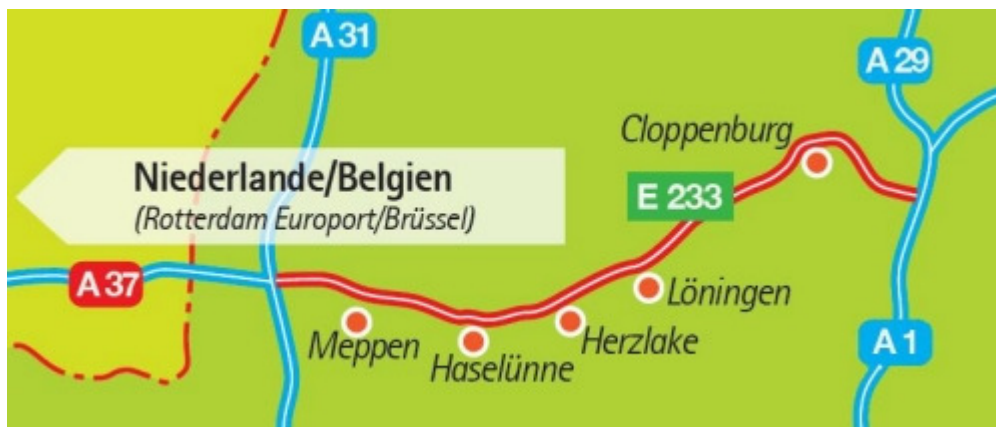 A 31
A 29
Cloppenburg
Niederlande/Belgien
(Rotterdam Europort/Brüssel)
E 233
A 37
Löningen
Meppen
Haselünne
Herzlake
A 1